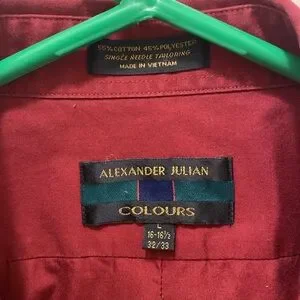 55% COTTON 45% POLYESTER
SINGLE NEEDLE TAILORING
MADE IN VIETNAM
ALEXANDER JULIAN
COLOURS
L
16-16½
32/33